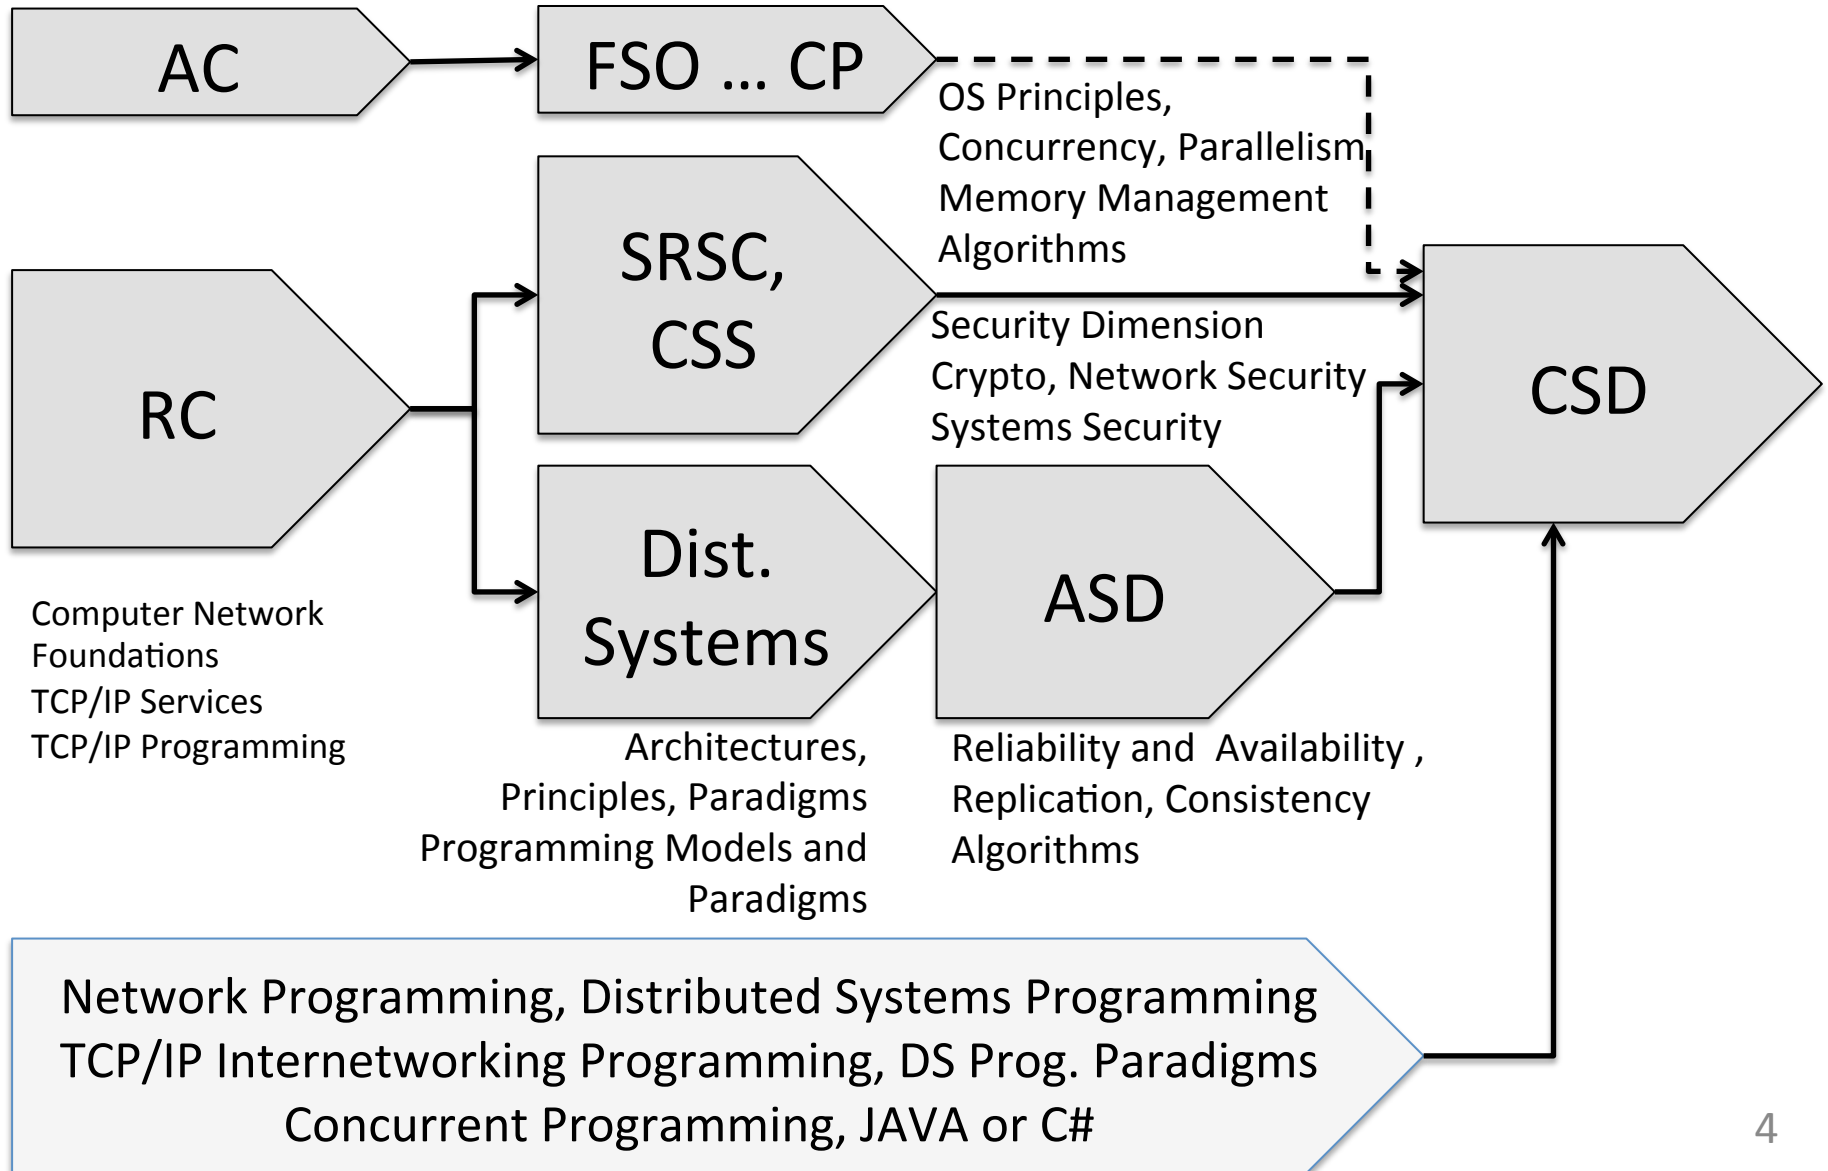 AC
FSO ... CP
OS Principles,
Concurrency, Parallelism
Memory Management
Algorithms
SRSC,
CSS
Security Dimension
Crypto, Network Security
Systems Security
RC
CSD
Computer Network
Foundations
TCP/IP Services
TCP/IP Programming
Dist.
Systems
ASD
Architectures,
Principles, Paradigms
Programming Models and
Paradigms
Reliability and Availability ,
Replication, Consistency
Algorithms
Network Programming, Distributed Systems Programming
TCP/IP Internetworking Programming, DS Prog. Paradigms
Concurrent Programming, JAVA or C#
4